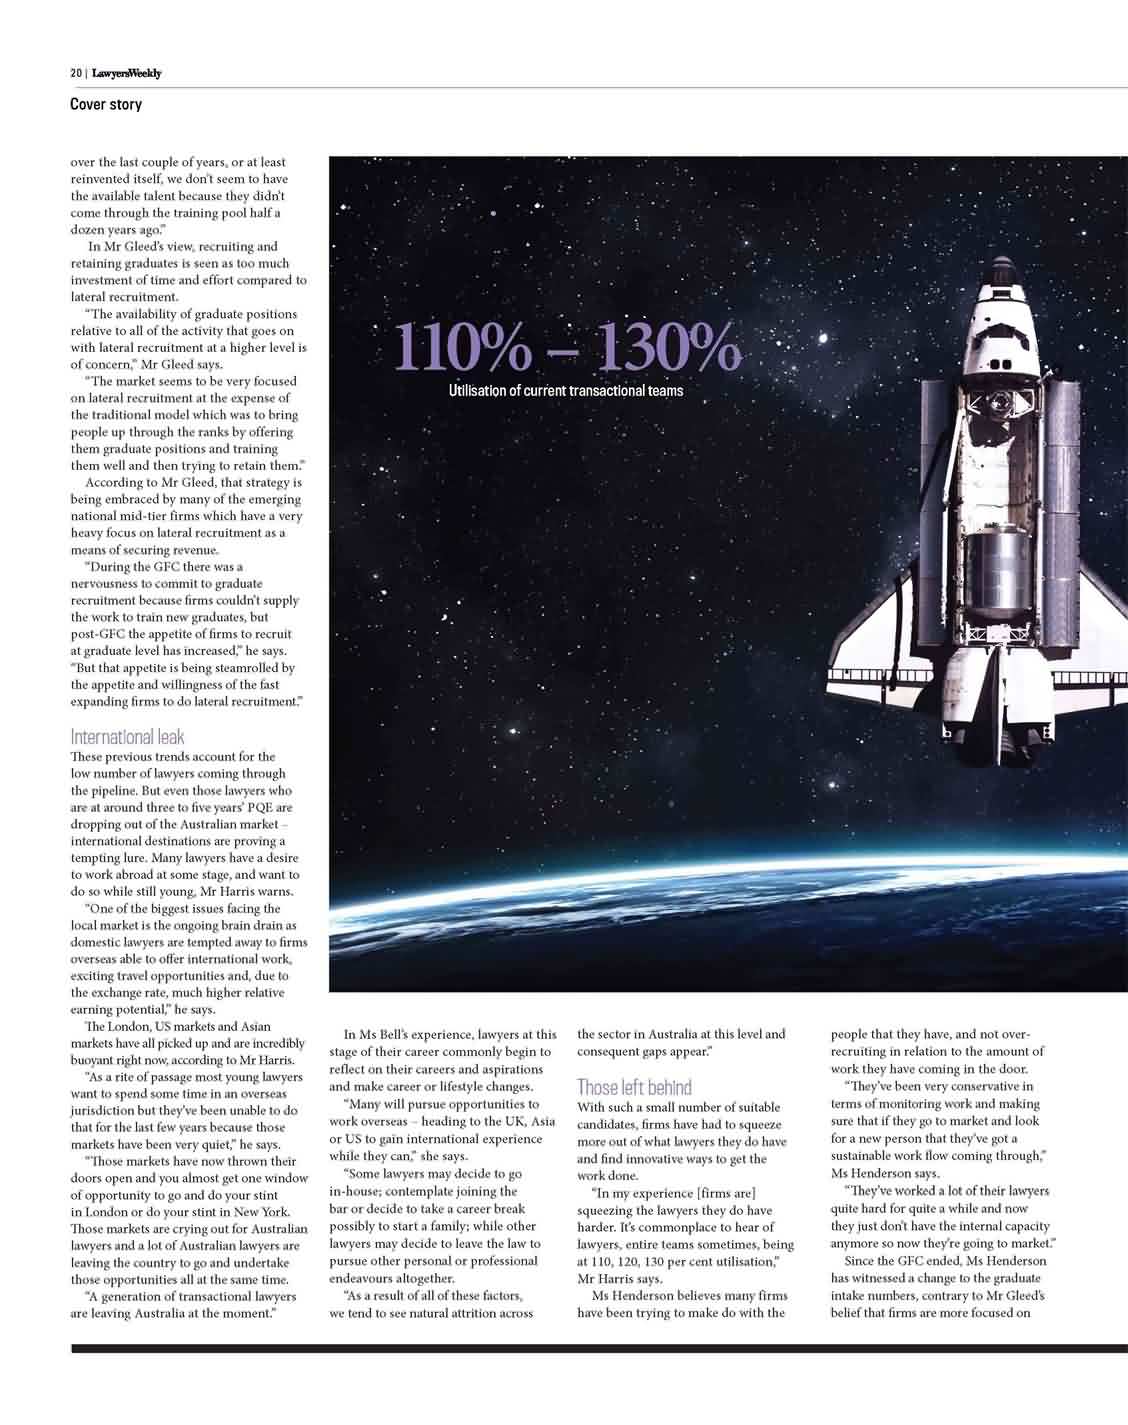 20 | LawyersWeekly
Cover story
over the last couple of years, or at least
reinvented itself, we don't seem to have
the available talent because they didn't
come through the training pool half a
dozen years ago."
In Mr Gleed's view, recruiting and
retaining graduates is seen as too much
investment of time and effort compared to
lateral recruitment.
"The availability of graduate positions
relative to all of the activity that goes on
with lateral recruitment at a higher level is
of concern," Mr Gleed says.
"The market seems to be very focused
on lateral recruitment at the expense of
the traditional model which was to bring
people up through the ranks by offering
them graduate positions and training
them well and then trying to retain them."
According to Mr Gleed, that strategy is
being embraced by many of the emerging
national mid-tier firms which have a very
heavy focus on lateral recruitment as a
means of securing revenue.
"During the GFC there was a
nervousness to commit to graduate
recruitment because firms couldn't supply
the work to train new graduates, but
post-GFC the appetite of firms to recruit
at graduate level has increased," he says.
"But that appetite is being steamrolled by
the appetite and willingness of the fast
expanding firms to do lateral recruitment."
International leak
These previous trends account for the
low number of lawyers coming through
the pipeline. But even those lawyers who
are at around three to five years' PQE are
dropping out of the Australian market –
international destinations are proving a
tempting lure. Many lawyers have a desire
to work abroad at some stage, and want to
do so while still young, Mr Harris warns.
"One of the biggest issues facing the
local market is the ongoing brain drain as
domestic lawyers are tempted away to firms
overseas able to offer international work,
exciting travel opportunities and, due to
the exchange rate, much higher relative
earning potential," he says.
The London, US markets and Asian
markets have all picked up and are incredibly
buoyant right now, according to Mr Harris.
"As a rite of passage most young lawyers
want to spend some time in an overseas
jurisdiction but they've been unable to do
that for the last few years because those
markets have been very quiet," he says.
"Those markets have now thrown their
doors open and you almost get one window
of opportunity to go and do your stint
in London or do your stint in New York.
Those markets are crying out for Australian
lawyers and a lot of Australian lawyers are
leaving the country to go and undertake
those opportunities all at the same time.
"A generation of transactional lawyers
are leaving Australia at the moment."
110% – 130%
Utilisation of current transactional teams
In Ms Bell's experience, lawyers at this
stage of their career commonly begin to
reflect on their careers and aspirations
and make career or lifestyle changes.
"Many will pursue opportunities to
work overseas – heading to the UK, Asia
or US to gain international experience
while they can," she says.
"Some lawyers may decide to go
in-house; contemplate joining the
bar or decide to take a career break
possibly to start a family; while other
lawyers may decide to leave the law to
pursue other personal or professional
endeavours altogether.
"As a result of all of these factors,
we tend to see natural attrition across
the sector in Australia at this level and
consequent gaps appear."
Those left behind
With such a small number of suitable
candidates, firms have had to squeeze
more out of what lawyers they do have
and find innovative ways to get the
work done.
"In my experience [firms are]
squeezing the lawyers they do have
harder. It's commonplace to hear of
lawyers, entire teams sometimes, being
at 110, 120, 130 per cent utilisation,"
Mr Harris says.
Ms Henderson believes many firms
have been trying to make do with the
people that they have, and not over-
recruiting in relation to the amount of
work they have coming in the door.
"They've been very conservative in
terms of monitoring work and making
sure that if they go to market and look
for a new person that they've got a
sustainable work flow coming through,"
Ms Henderson says.
"They've worked a lot of their lawyers
quite hard for quite a while and now
they just don't have the internal capacity
anymore so now they're going to market."
Since the GFC ended, Ms Henderson
has witnessed a change to the graduate
intake numbers, contrary to Mr Gleed's
belief that firms are more focused on